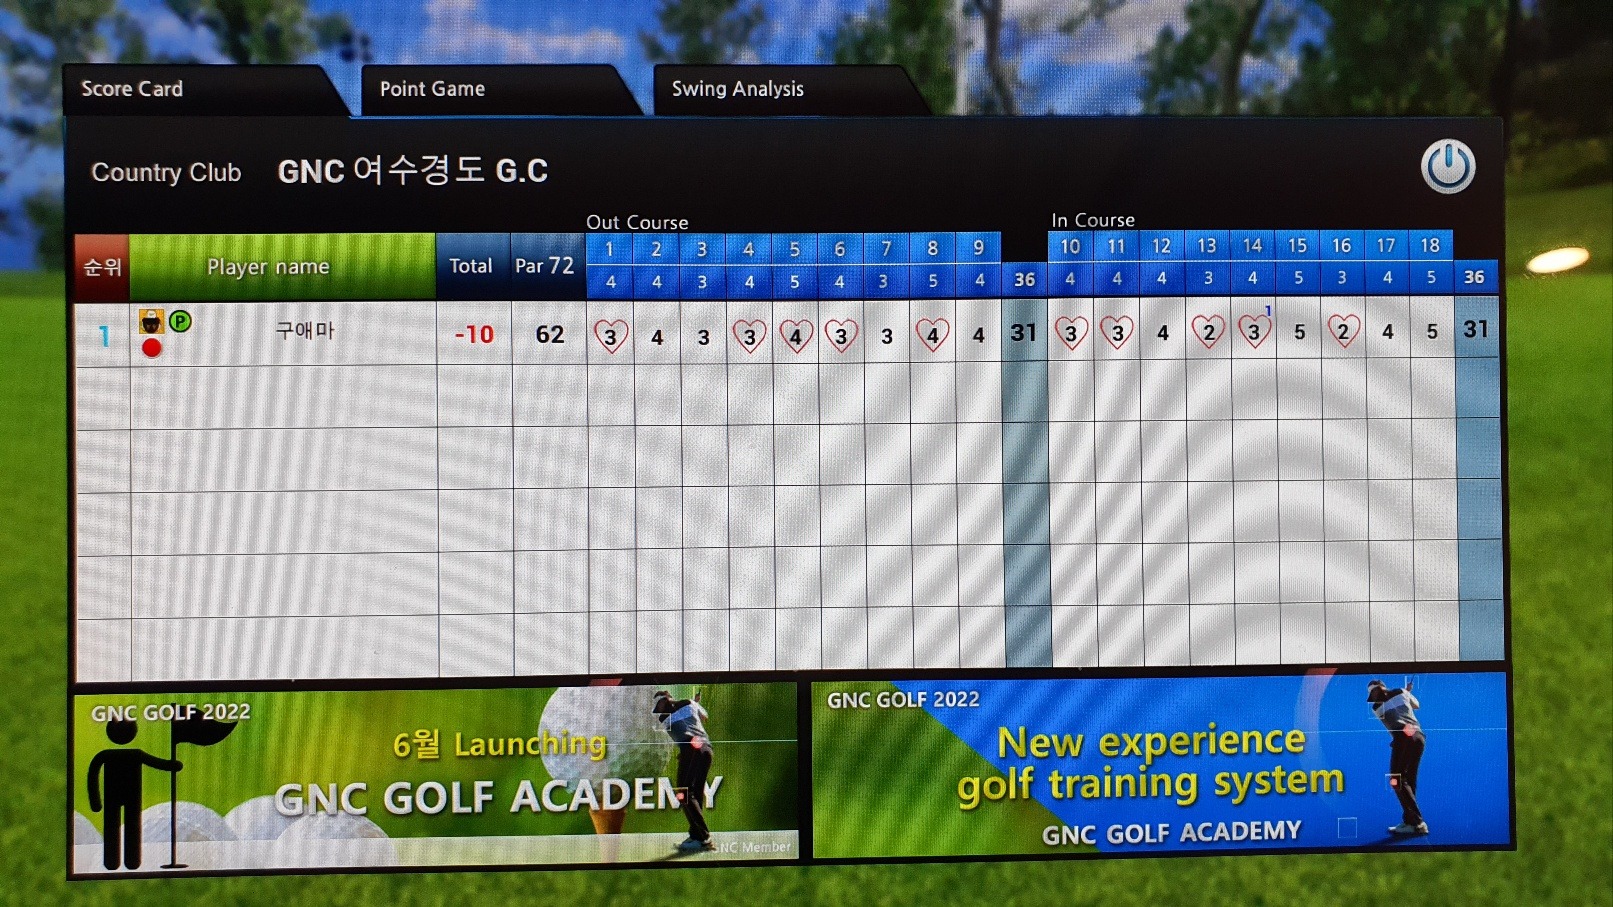 Score Card
Point Game
Swing Analysis
Country Club GNC 여수경도 G.C
Out Course
In Course
순위 Player name Total Par 72 1 2 3 4 5 6 7 8 9 10 11 12 13 14 15 16 17 18
4 4 3 4 5 4 3 5 4 36 4 4 4 3 4 5 3 4 5 36
1 P 구애마 -10 62 3 4 3 3 4 3 3 4 4 31 3 3 4 2 3 1 5 2 4 5 31
GNC GOLF 2022
6월 Launching
GNC GOLF ACADEMY
GNC Member
GNC GOLF 2022
New experience
golf training system
GNC GOLF ACADEMY